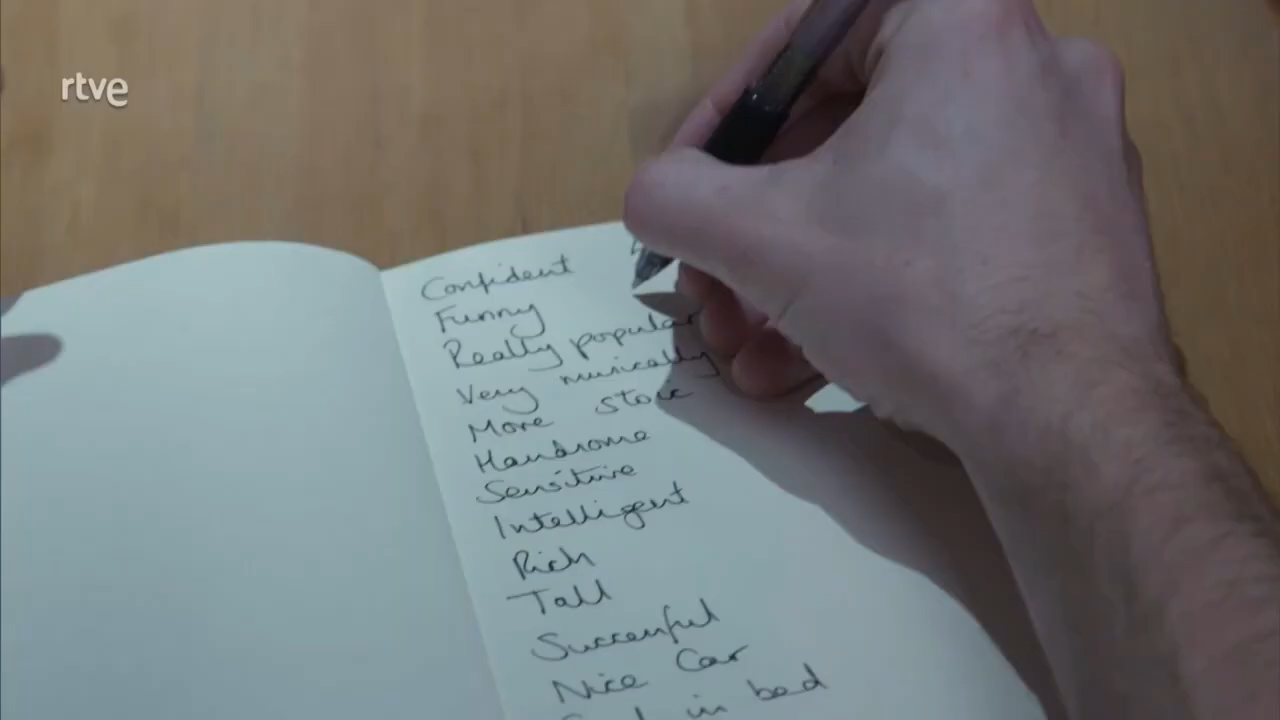 rtve
Confident
Funny
Really popular
Very musically
More stoic
Handsome
Sensitive
Intelligent
Rich
Tall
Successful
Nice Car
in bed